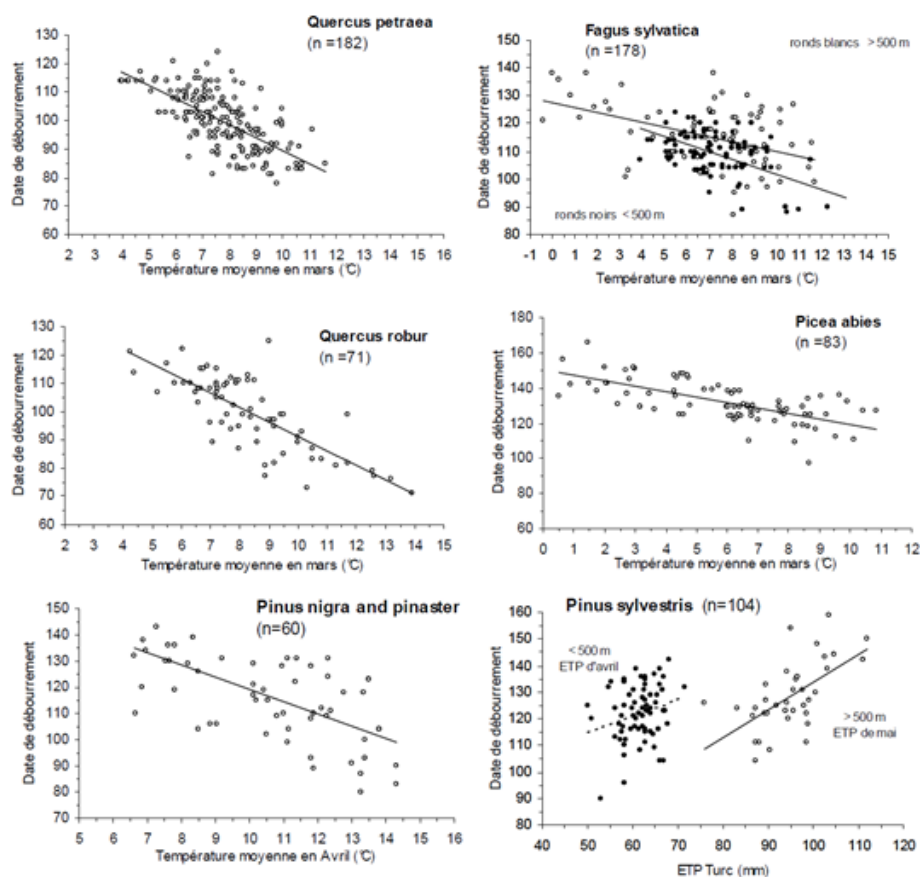 Quercus petraea
(n =182)
Date de débourrement
130
120
110
100
90
80
70
60
2 3 4 5 6 7 8 9 10 11 12 13 14
Température moyenne en mars (°C)
Fagus sylvatica
(n =178)
ronds blancs > 500 m
ronds noirs < 500 m
Date de débourrement
150
140
130
120
110
100
90
80
-1 0 1 2 3 4 5 6 7 8 9 10 11 12 13 14 15
Température moyenne en mars (°C)
Quercus robur
(n =71)
Date de débourrement
130
120
110
100
90
80
70
60
2 3 4 5 6 7 8 9 10 11 12 13 14 15
Température moyenne en mars (°C)
Picea abies
(n =83)
Date de débourrement
180
160
140
120
100
80
60
0 1 2 3 4 5 6 7 8 9 10 11 12
Température moyenne en mars (°C)
Pinus nigra and pinaster
(n=60)
Date de débourrement
150
140
130
120
110
100
90
80
70
5 6 7 8 9 10 11 12 13 14 15 16
Température moyenne en Avril (°C)
Pinus sylvestris (n=104)
< 500 m
ETP d'avril
> 500 m
ETP de mai
Date de débourrement
160
150
140
130
120
110
100
90
80
40 50 60 70 80 90 100 110 120
ETP Turc (mm)